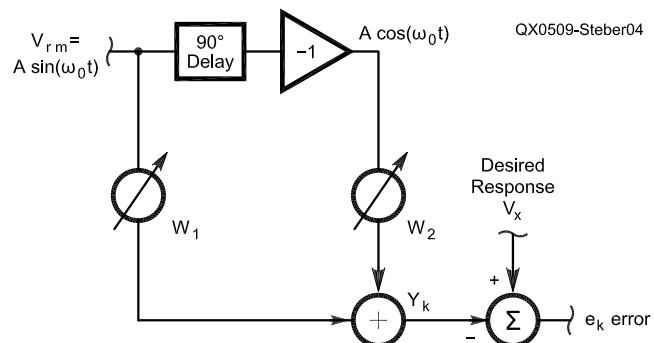 QX0509-Steber04
V r m =
A sin(ω₀t)
90°
Delay
−1
A cos(ω₀t)
W₁
W₂
Desired
Response
Vₓ
+
+
Yₖ
−
Σ
eₖ error